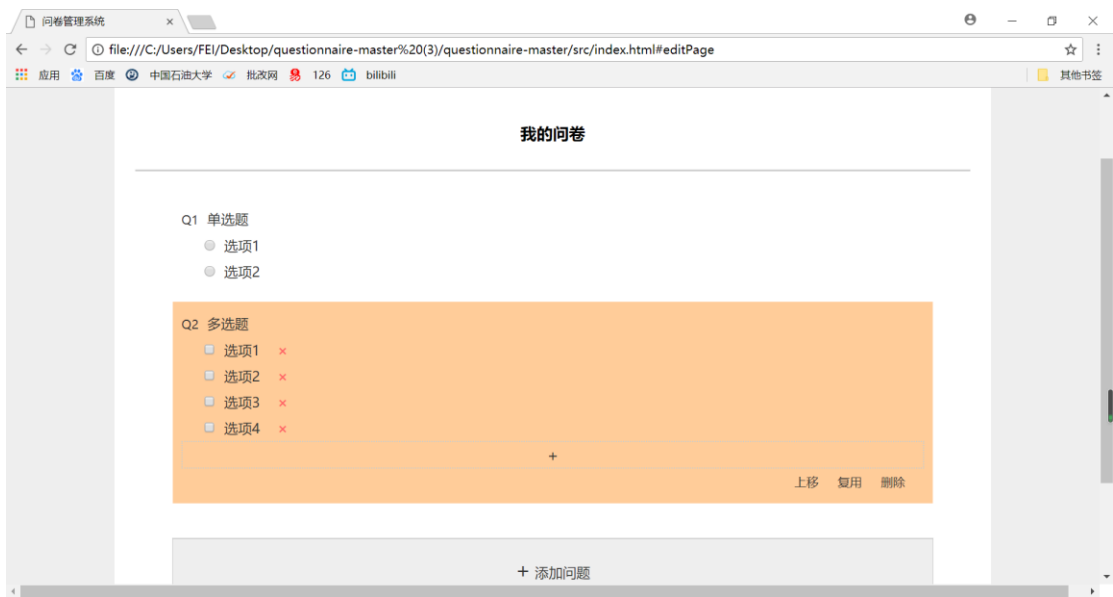 问卷管理系统
file:///C:/Users/FEI/Desktop/questionnaire-master%20(3)/questionnaire-master/src/index.html#editPage
应用 百度 中国石油大学 批改网 126 bilibili 其他书签
我的问卷
Q1 单选题
选项1
选项2
Q2 多选题
选项1 ×
选项2 ×
选项3 ×
选项4 ×
+
上移 复用 删除
+ 添加问题